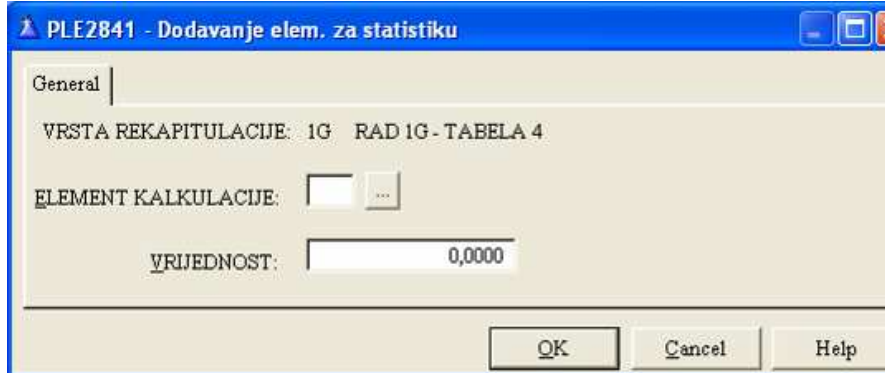 PLE2841 - Dodavanje elem. za statistiku
General
VRSTA REKAPITULACIJE: 1G RAD 1G - TABELA 4
ELEMENT KALKULACIJE: ...
VRIJEDNOST: 0,0000
OK Cancel Help